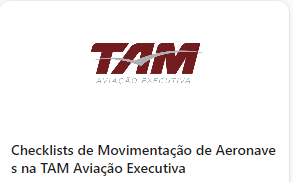 TAM
AVIAÇÃO EXECUTIVA
Checklists de Movimentação de Aeronave
s na TAM Aviação Executiva